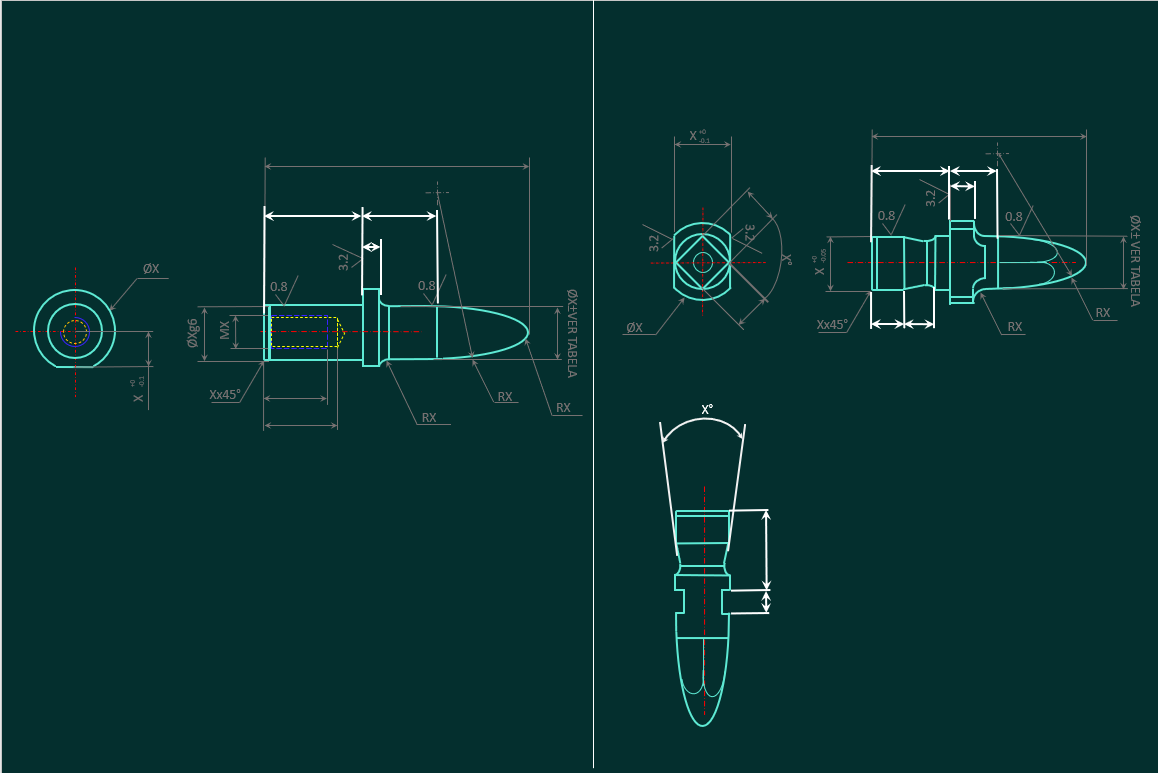 ØX
X +0 -0.1
ØXg6
MX
0.8
3.2
0.8
ØX±VER TABELA
Xx45°
RX
RX
RX
X +0 -0.1
3.2
3.2
X°
ØX
X +0 -0.05
0.8
3.2
0.8
ØX± VER TABELA
Xx45°
RX
RX
X°